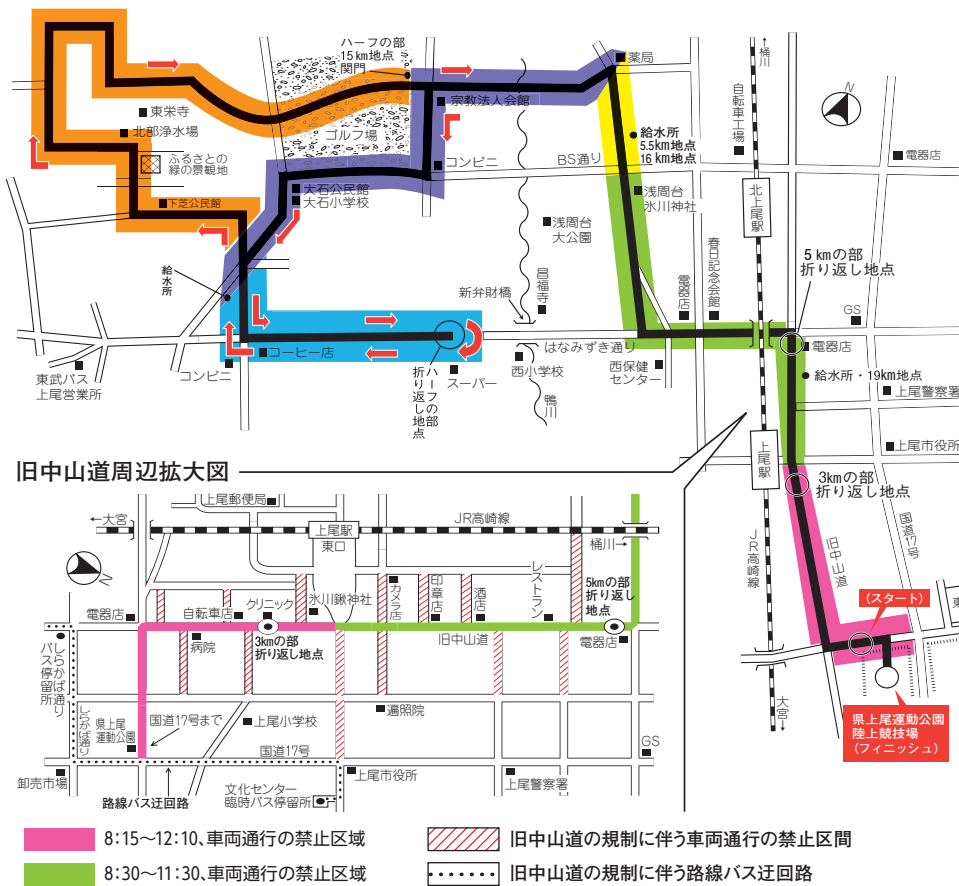 ハーフの部
15km地点
関門
薬局
←桶川
自転車工場
N
東栄寺
北部浄水場
ゴルフ場
宗教法人会館
給水所
5.5km地点
16km地点
電器店
ふるさとの
緑の景観地
コンビニ
BS通り
下芝公民館
大石公民館
大石小学校
浅間台
氷川神社
浅間台
大公園
北上尾駅
給水所
昌福寺
電器店
春日記念会館
5kmの部
折り返し地点
新弁財橋
GS
はなみずき通り
電器店
コーヒー店
コンビニ
東武バス
上尾営業所
ハーフの部
折り返し地点
スーパー
西小学校
鴨川
西保健
センター
給水所・19km地点
上尾警察署
上尾駅
上尾市役所
3kmの部
折り返し地点
国道17号
旧中山道
JR高崎線
(スタート)
東
大宮→
県上尾運動公園
陸上競技場
(フィニッシュ)
旧中山道周辺拡大図
上尾郵便局
←大宮
上尾駅
東口
JR高崎線
桶川→
N
電器店
自転車店
クリニック
氷川鍬神社
カメラ店
印章店
酒店
レストラン
5kmの部
折り返し
地点
しらかば通り
バス停留所
病院
3kmの部
折り返し地点
旧中山道
電器店
しらかば通り
県上尾
運動公園
国道17号まで
上尾小学校
遍照院
国道17号
GS
卸売市場
路線バス迂回路
文化センター
臨時バス停留所
上尾市役所
上尾警察署
8:15～12:10、車両通行の禁止区域
旧中山道の規制に伴う車両通行の禁止区間
8:30～11:30、車両通行の禁止区域
旧中山道の規制に伴う路線バス迂回路